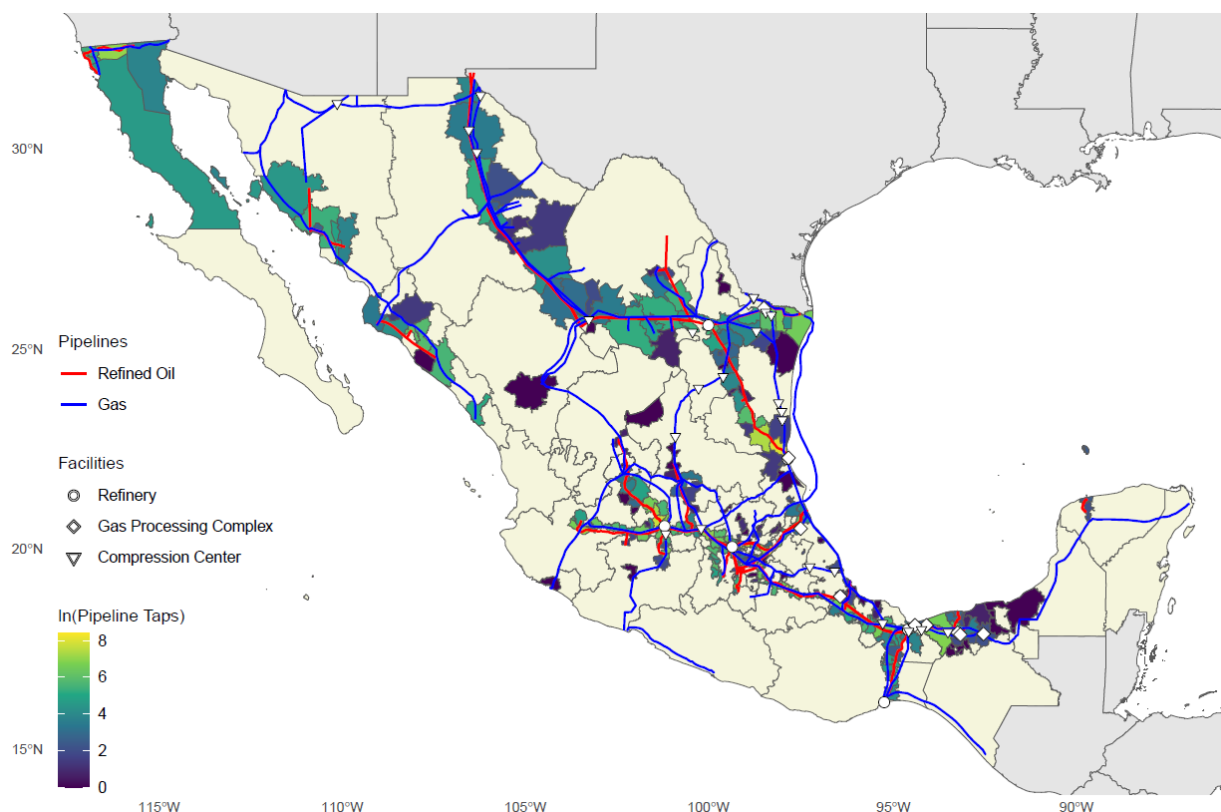 30°N
25°N
20°N
15°N
Pipelines
Refined Oil
Gas
Facilities
Refinery
Gas Processing Complex
Compression Center
ln(Pipeline Taps)
8
6
4
2
0
115°W 110°W 105°W 100°W 95°W 90°W